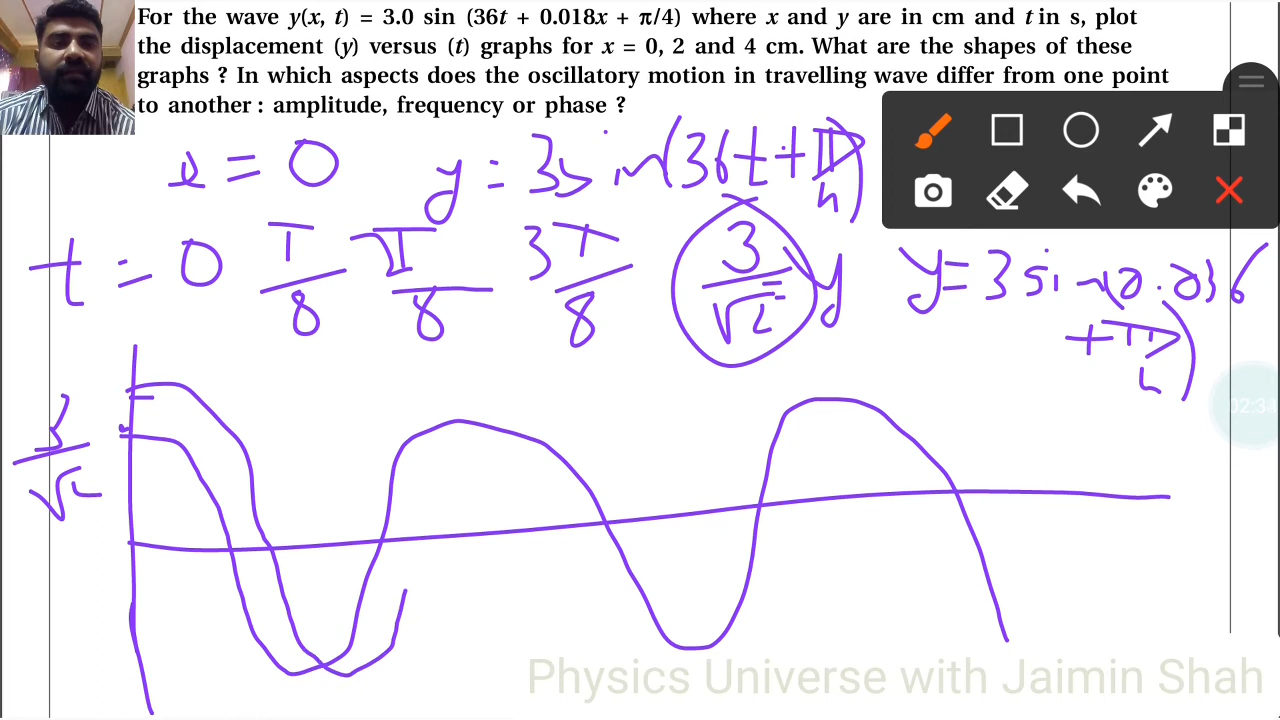 For the wave y(x, t) = 3.0 sin (36t + 0.018x + π/4) where x and y are in cm and t in s, plot
the displacement (y) versus (t) graphs for x = 0, 2 and 4 cm. What are the shapes of these
graphs ? In which aspects does the oscillatory motion in travelling wave differ from one point
to another : amplitude, frequency or phase ?
x = 0 y = 3 sin(36t + π/4)
t = 0 T/8 π/8 3T/8 3/√2 y y = 3 sin(0.036
+ π/4)
3/√2
02:34
Physics Universe with Jaimin Shah